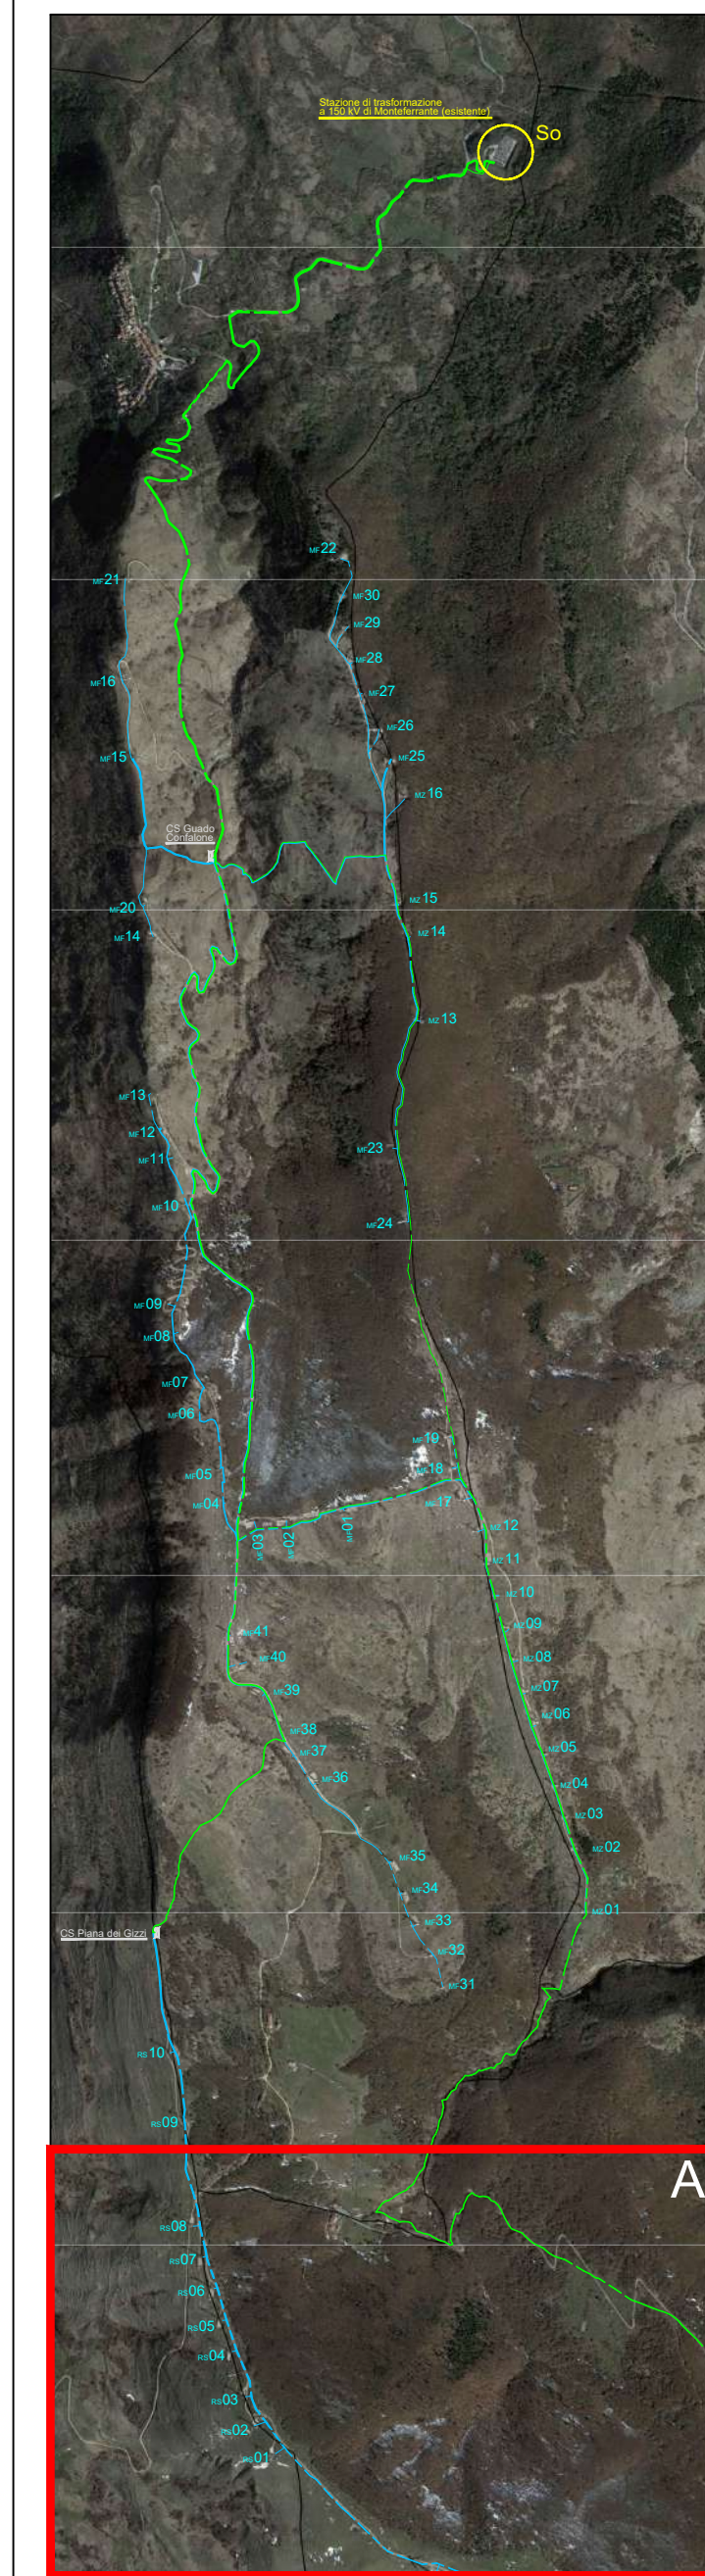 Stazione di trasformazione
a 150 kV di Monteferrante (esistente)
So
MF22
MF21
MF30
MF29
MF28
MF16
MF27
MF26
MF15
MF25
MZ16
CS Guado
Confalone
MZ15
MF20
MF14
MZ14
MZ13
MF13
MF12
MF23
MF11
MF10
MF24
MF09
MF08
MF07
MF06
MF19
MF18
MF05
MF04
MF17
MF01
MF03
MF02
MZ12
MZ11
MZ10
MZ09
MF41
MF40
MZ08
MZ07
MF39
MZ06
MF38
MF37
MZ05
MF36
MZ04
MZ03
MZ02
MF35
MF34
MZ01
MF33
CS Piana dei Gizzi
MF32
MF31
RS10
RS09
A
RS08
RS07
RS06
RS05
RS04
RS03
RS02
RS01